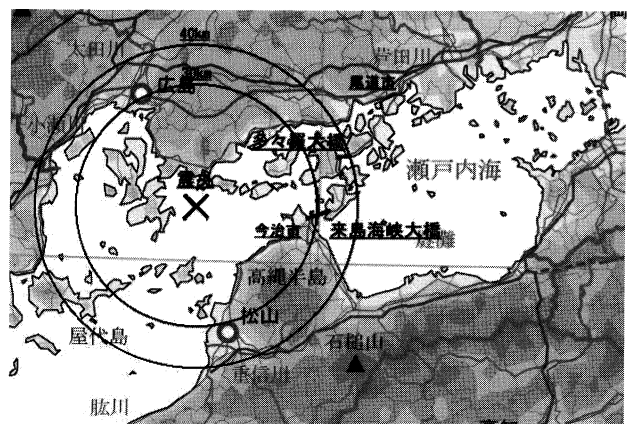 40km
太田川
芦田川
30km
広島
尾道市
小瀬川
多々羅大橋
瀬戸内海
震央
今治市
来島海峡大橋
燧灘
高縄半島
松山
屋代島
石鎚山
重信川
肱川